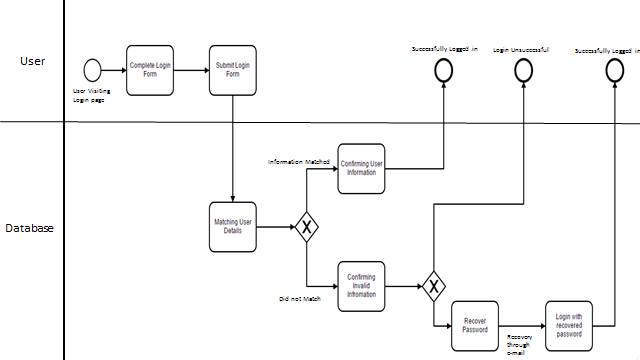 User
User Visiting
Login page
Complete Login
Form
Submit Login
Form
Successfully Logged in
Login Unsuccessful
Successfully Logged in
Database
Matching User
Details
Information Matched
X
Confirming User
Information
Did not Match
Confirming
Invalid
Infromation
X
Recover
Password
Recovery
through
e-mail
Login with
recovered
password